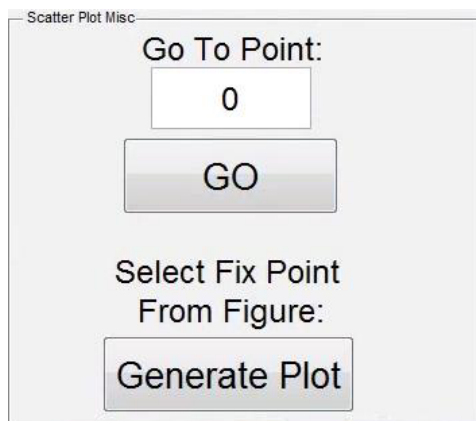 Scatter Plot Misc
Go To Point:
0
GO
Select Fix Point
From Figure:
Generate Plot